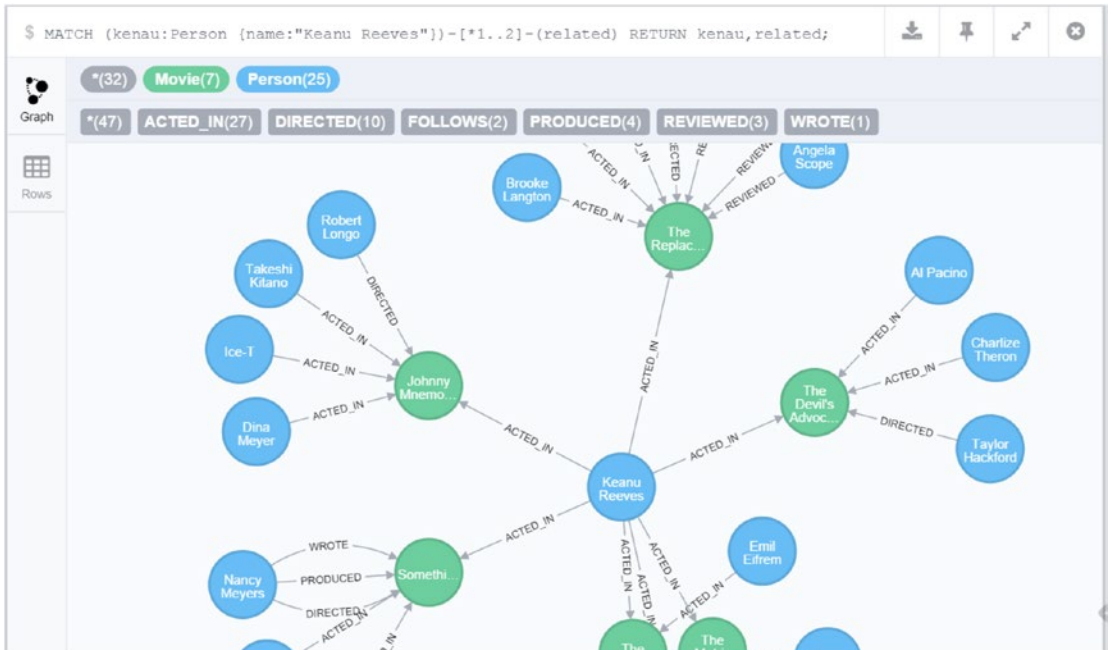 $ MATCH (kenau:Person {name:"Keanu Reeves"})-[*1..2]-(related) RETURN kenau,related;
Graph
Rows
*(32) Movie(7) Person(25)
*(47) ACTED_IN(27) DIRECTED(10) FOLLOWS(2) PRODUCED(4) REVIEWED(3) WROTE(1)
Angela
Scope
ACTED_IN
REVIEWED
Brooke
Langton
ACTED_IN
The
Replac...
Robert
Longo
DIRECTED
Takeshi
Kitano
ACTED_IN
Ice-T
ACTED_IN
Dina
Meyer
ACTED_IN
Johnny
Mnemo...
ACTED_IN
ACTED_IN
Al Pacino
ACTED_IN
Charlize
Theron
ACTED_IN
The
Devil's
Advoc...
DIRECTED
Taylor
Hackford
ACTED_IN
Keanu
Reeves
ACTED_IN
Nancy
Meyers
WROTE
PRODUCED
DIRECTED
ACTED_IN
Somethi...
ACTED_IN
ACTED_IN
ACTED_IN
Emil
Eifrem
ACTED_IN
The
The